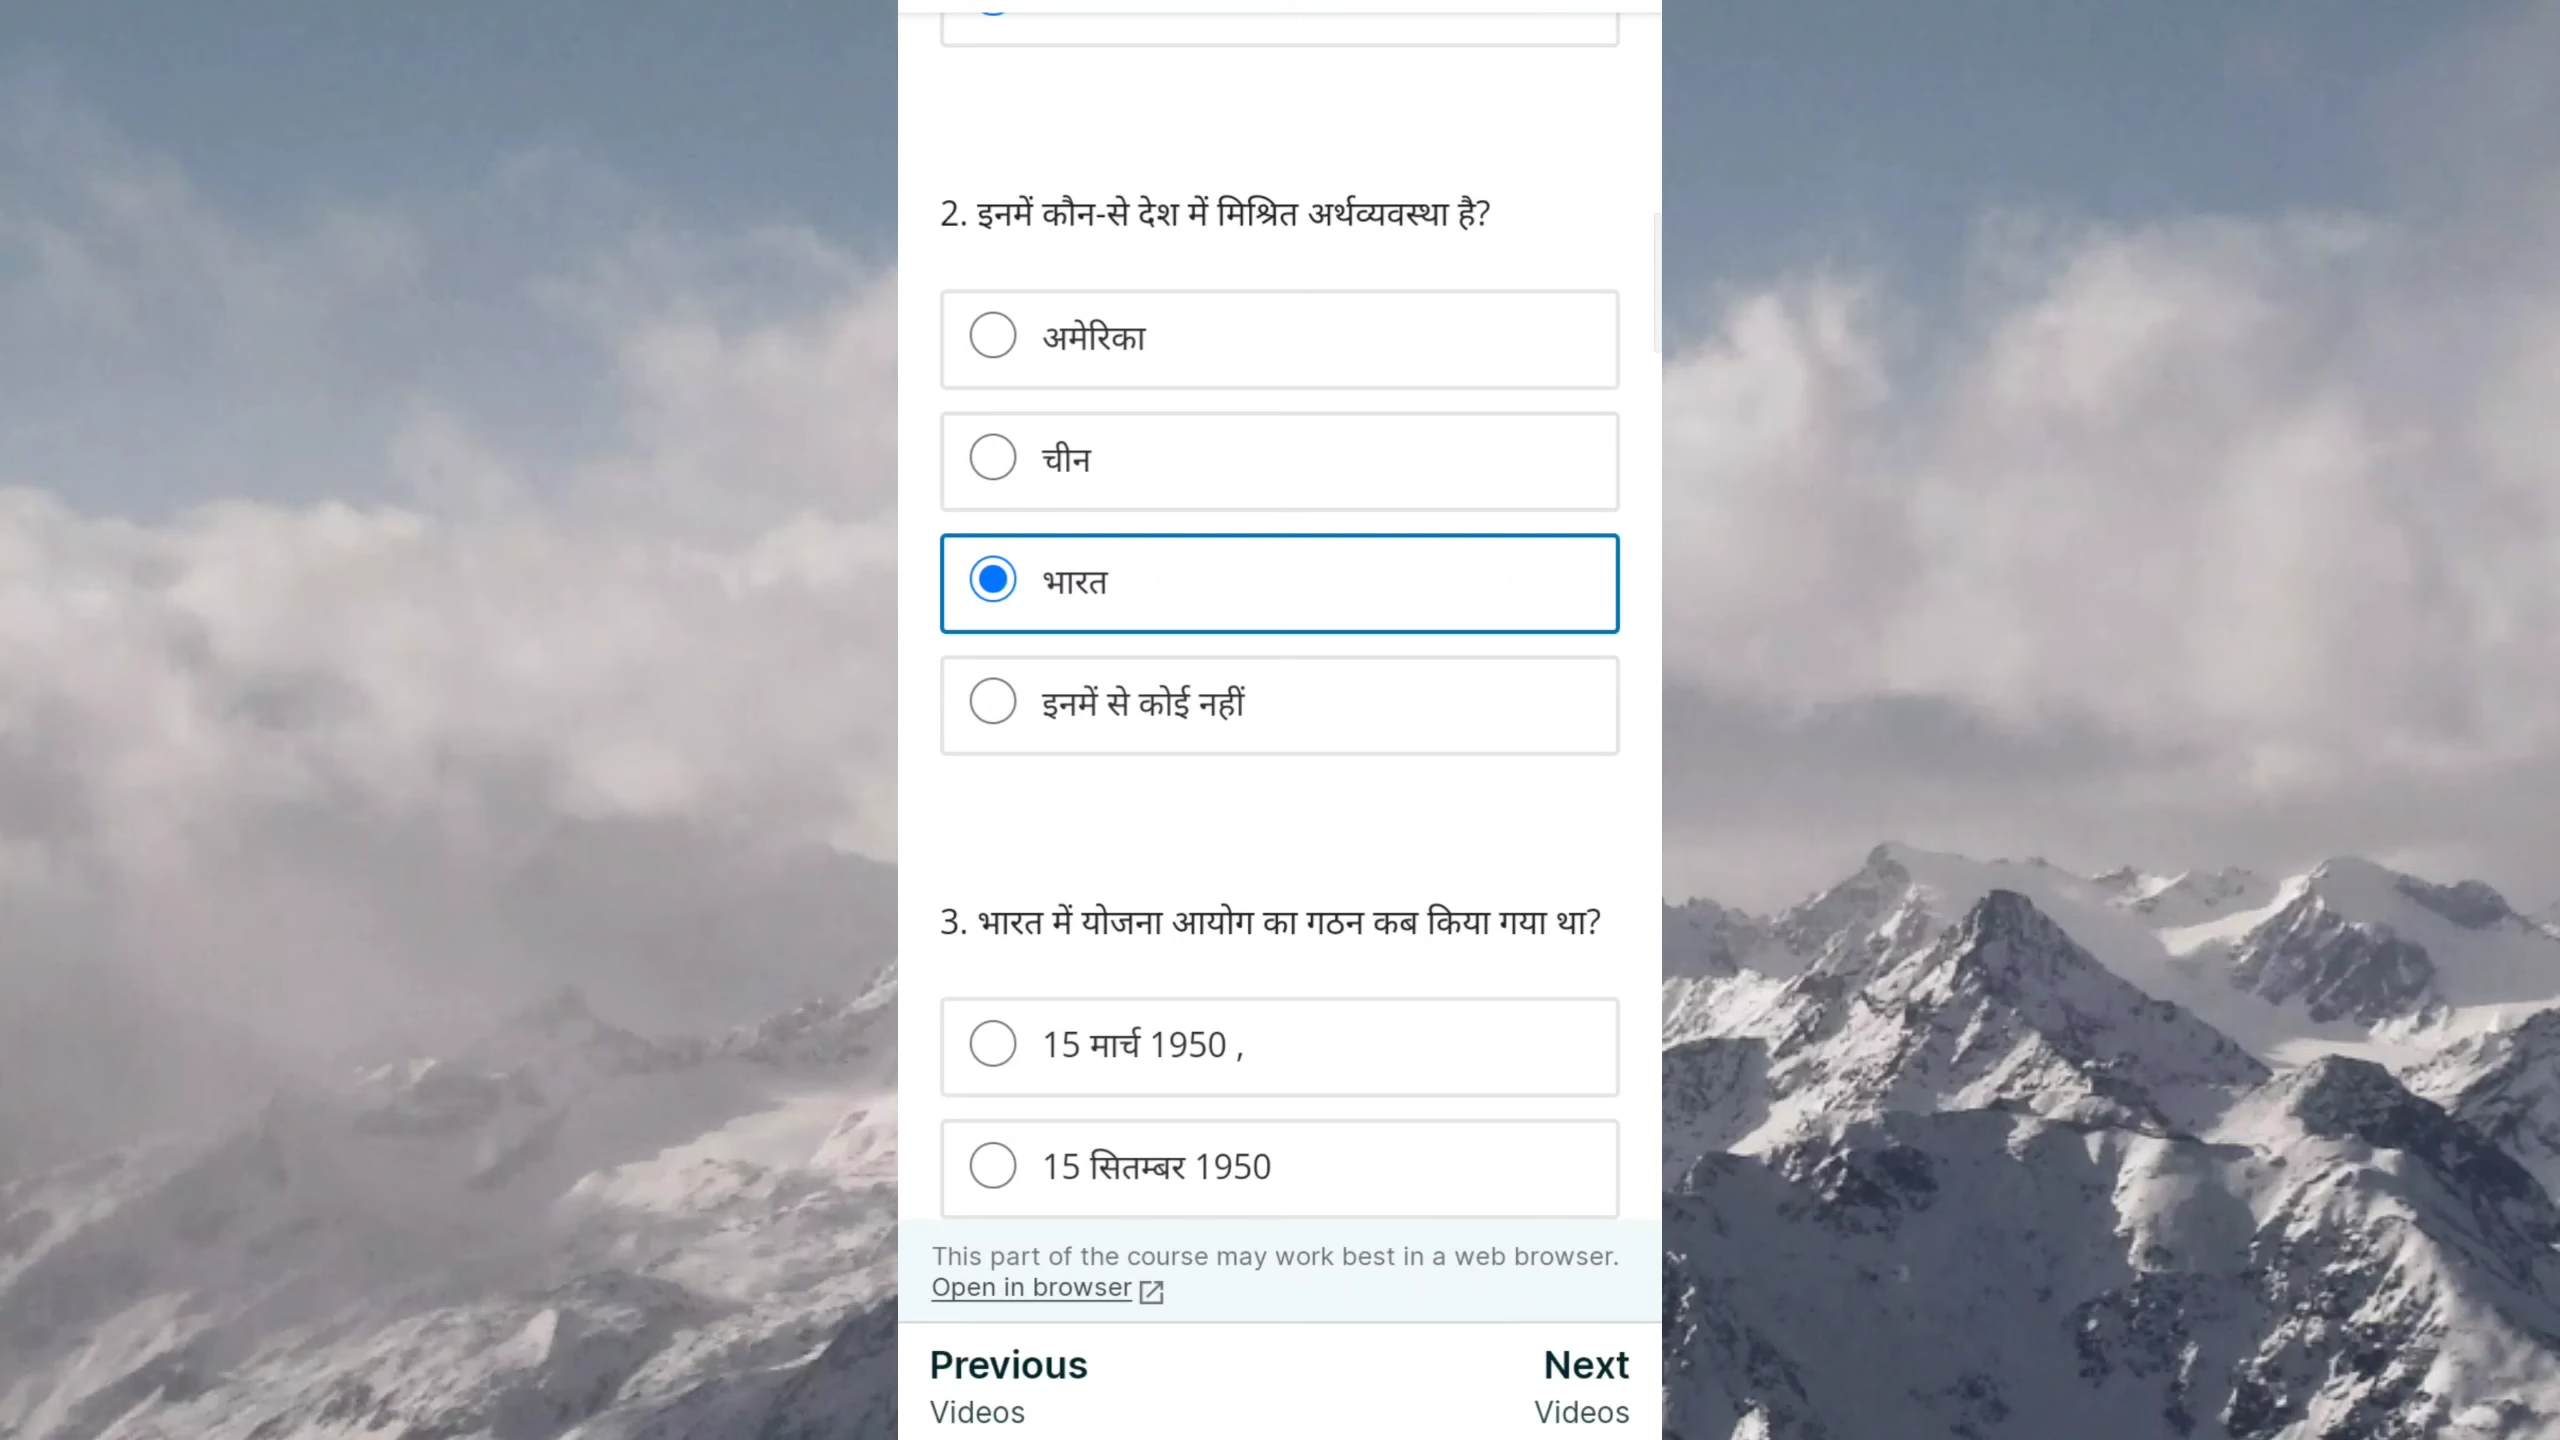 2. इनमें कौन-से देश में मिश्रित अर्थव्यवस्था है?
अमेरिका
चीन
भारत
इनमें से कोई नहीं
3. भारत में योजना आयोग का गठन कब किया गया था?
15 मार्च 1950 ,
15 सितम्बर 1950
This part of the course may work best in a web browser.
Open in browser
Previous
Next
Videos
Videos